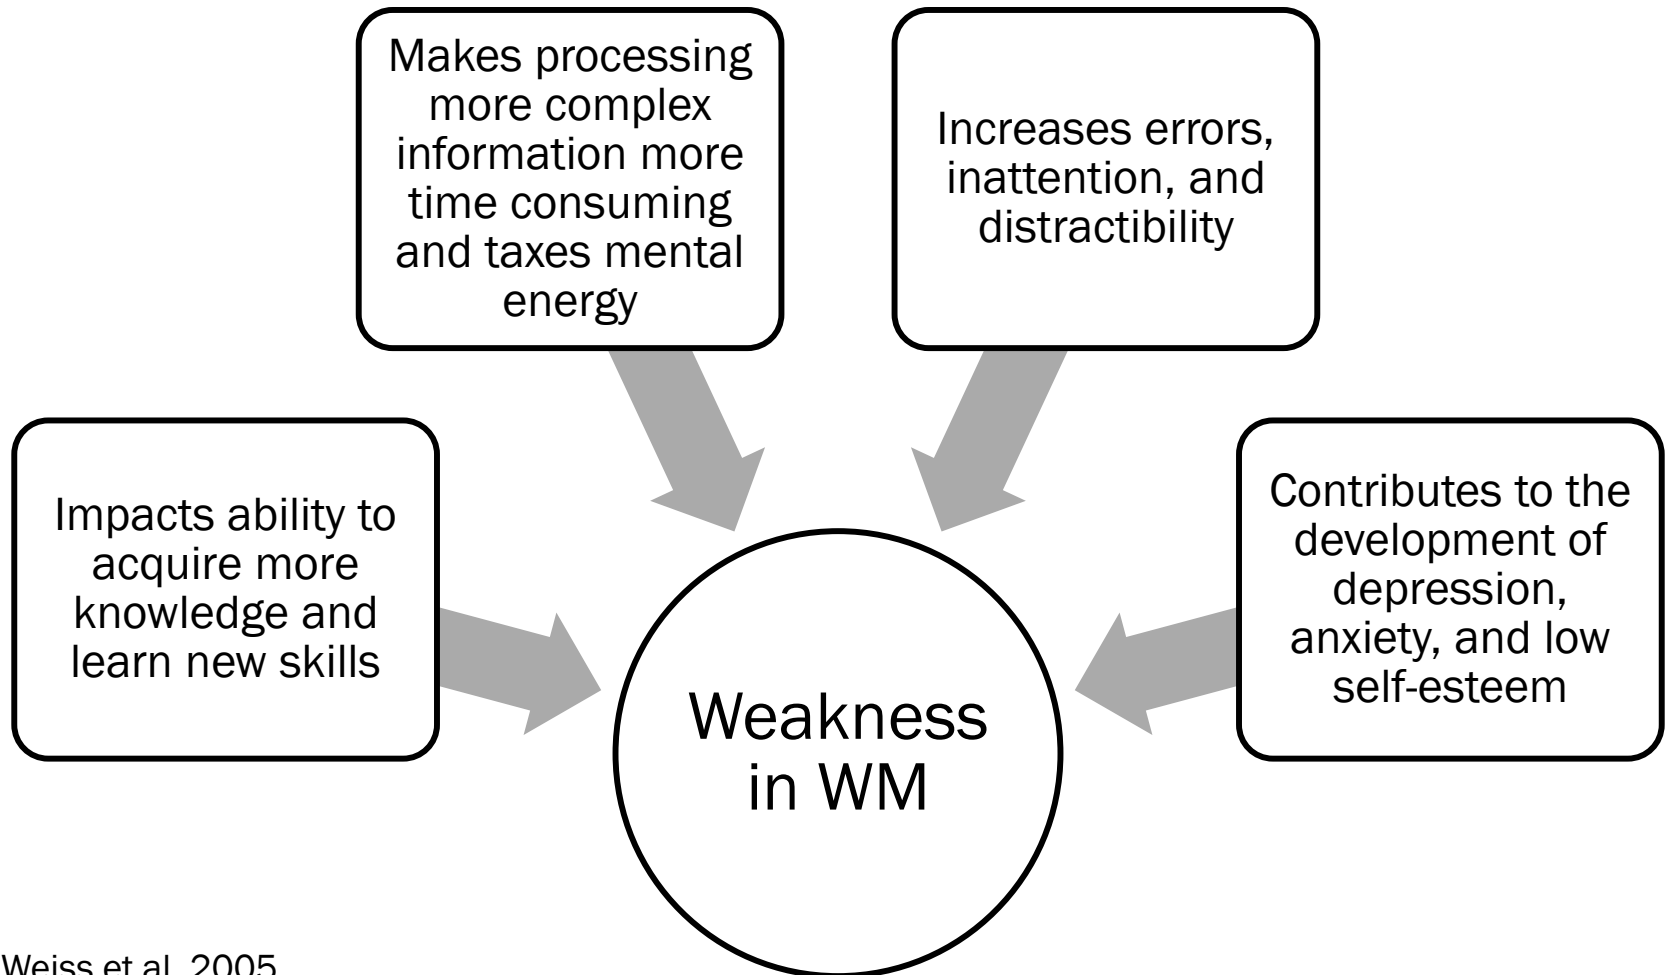 Makes processing
more complex
information more
time consuming
and taxes mental
energy
Increases errors,
inattention, and
distractibility
Impacts ability to
acquire more
knowledge and
learn new skills
Contributes to the
development of
depression,
anxiety, and low
self-esteem
Weakness
in WM
Weiss et al. 2005